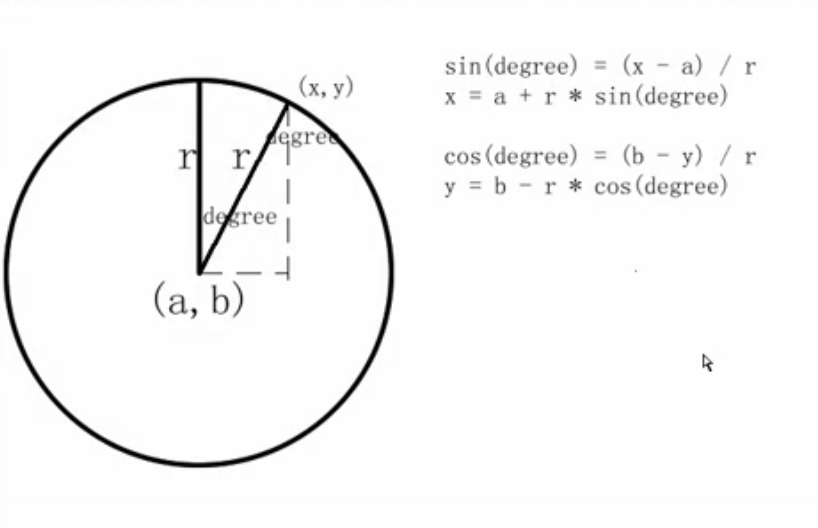 (x, y)
degree
r
r
degree
(a, b)
sin(degree) = (x - a) / r
x = a + r * sin(degree)
cos(degree) = (b - y) / r
y = b - r * cos(degree)